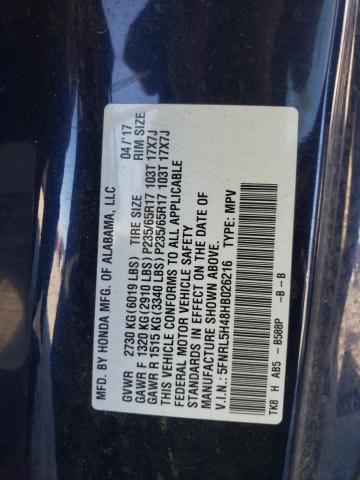 MFD. BY HONDA MFG. OF ALABAMA, LLC 04/'17
GVWR 2730 KG(6019 LBS) TIRE SIZE RIM SIZE
GAWR F 1320 KG(2910 LBS) P235/65R17 103T 17X7J
GAWR R 1515 KG(3340 LBS) P235/65R17 103T 17X7J
THIS VEHICLE CONFORMS TO ALL APPLICABLE
FEDERAL MOTOR VEHICLE SAFETY
STANDARDS IN EFFECT ON THE DATE OF
MANUFACTURE SHOWN ABOVE.
V.I.N.: 5FNRL5H48HB026216 TYPE: MPV
TK8 H AB5 - B588P -B-B